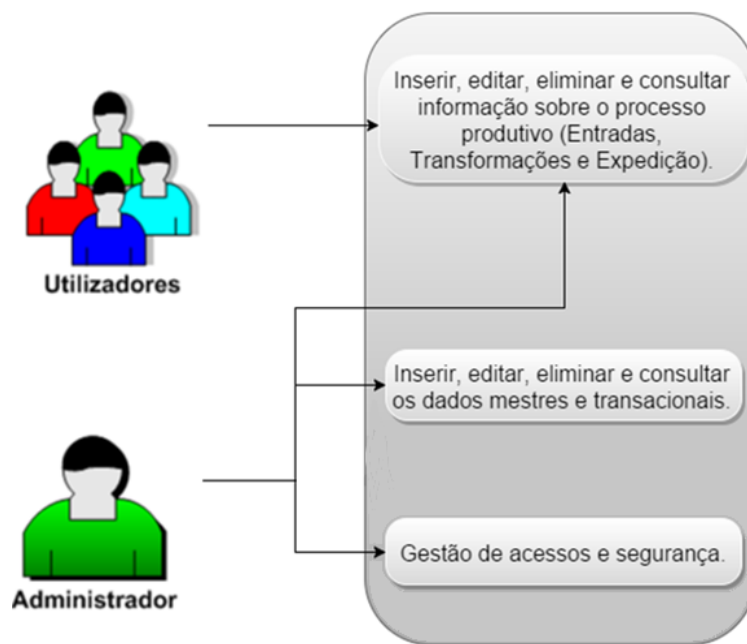 Inserir, editar, eliminar e consultar
informação sobre o processo
produtivo (Entradas,
Transformações e Expedição).
Utilizadores
Inserir, editar, eliminar e consultar
os dados mestres e transacionais.
Gestão de acessos e segurança.
Administrador